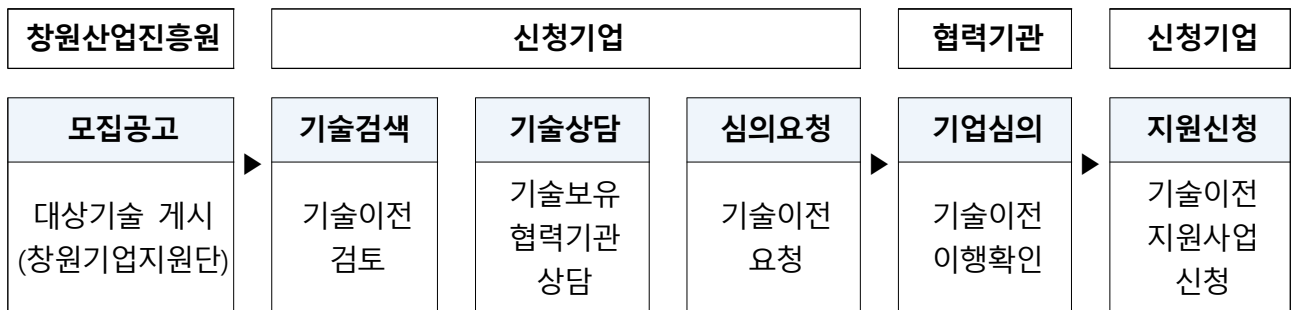 창원산업진흥원
신청기업
협력기관
신청기업
모집공고
기술검색
기술상담
심의요청
기업심의
지원신청
대상기술 게시
(창원기업지원단)
기술이전
검토
기술보유
협력기관
상담
기술이전
요청
기술이전
이행확인
기술이전
지원사업
신청